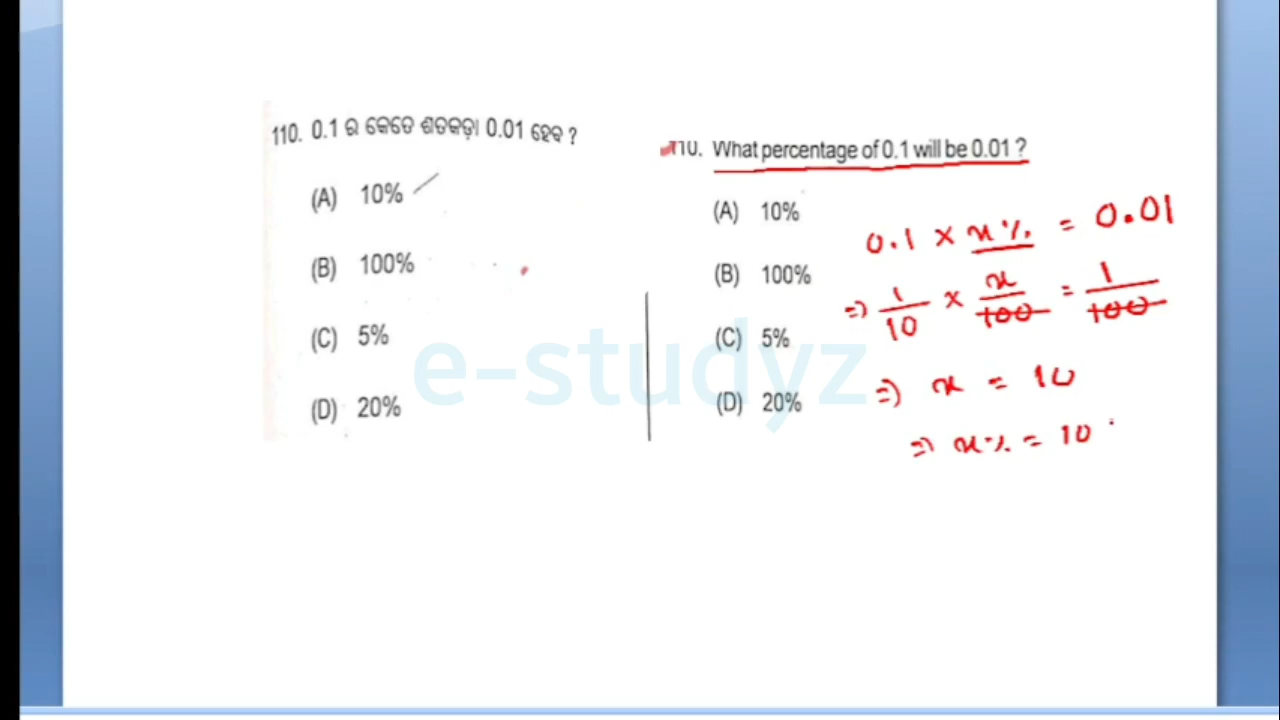 110. 0.1 ର କେତେ ଶତକଡ଼ା 0.01 ହେବ ?
(A) 10%
(B) 100%
(C) 5%
(D) 20%
110. What percentage of 0.1 will be 0.01 ?
(A) 10%
(B) 100%
(C) 5%
(D) 20%
0.1 × x% = 0.01
⇒ 1/10 × x/100 = 1/100
⇒ x = 10
⇒ x% = 10
e-studyz